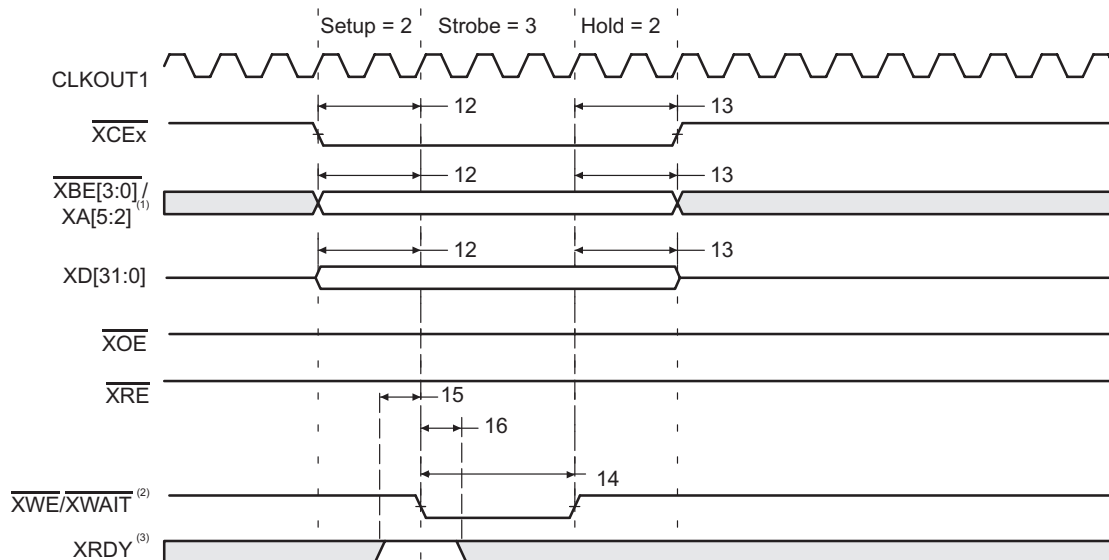 Setup = 2 Strobe = 3 Hold = 2
CLKOUT1
12 13
XCEx
12 13
XBE[3:0]/
XA[5:2] (1)
12 13
XD[31:0]
XOE
XRE
15
16
14
XWE/XWAIT (2)
XRDY (3)